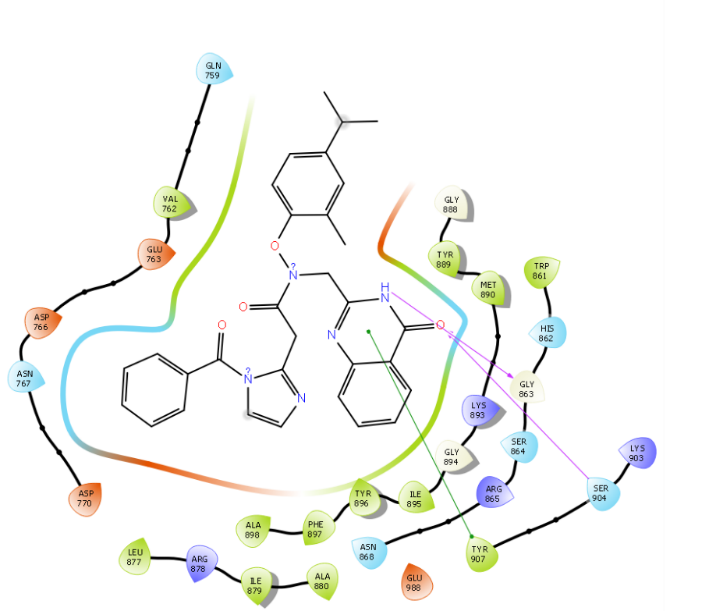 GLN
759
VAL
762
GLU
763
ASP
766
ASN
767
ASP
770
GLY
888
TYR
889
MET
890
TRP
861
HIS
862
GLY
863
LYS
893
SER
864
GLY
894
LYS
903
ARG
865
SER
904
ILE
895
TYR
896
PHE
897
ALA
898
ASN
868
TYR
907
LEU
877
ARG
878
ILE
879
ALA
880
GLU
988
O
N
?
O
O
N
?
N
N
H
N
O